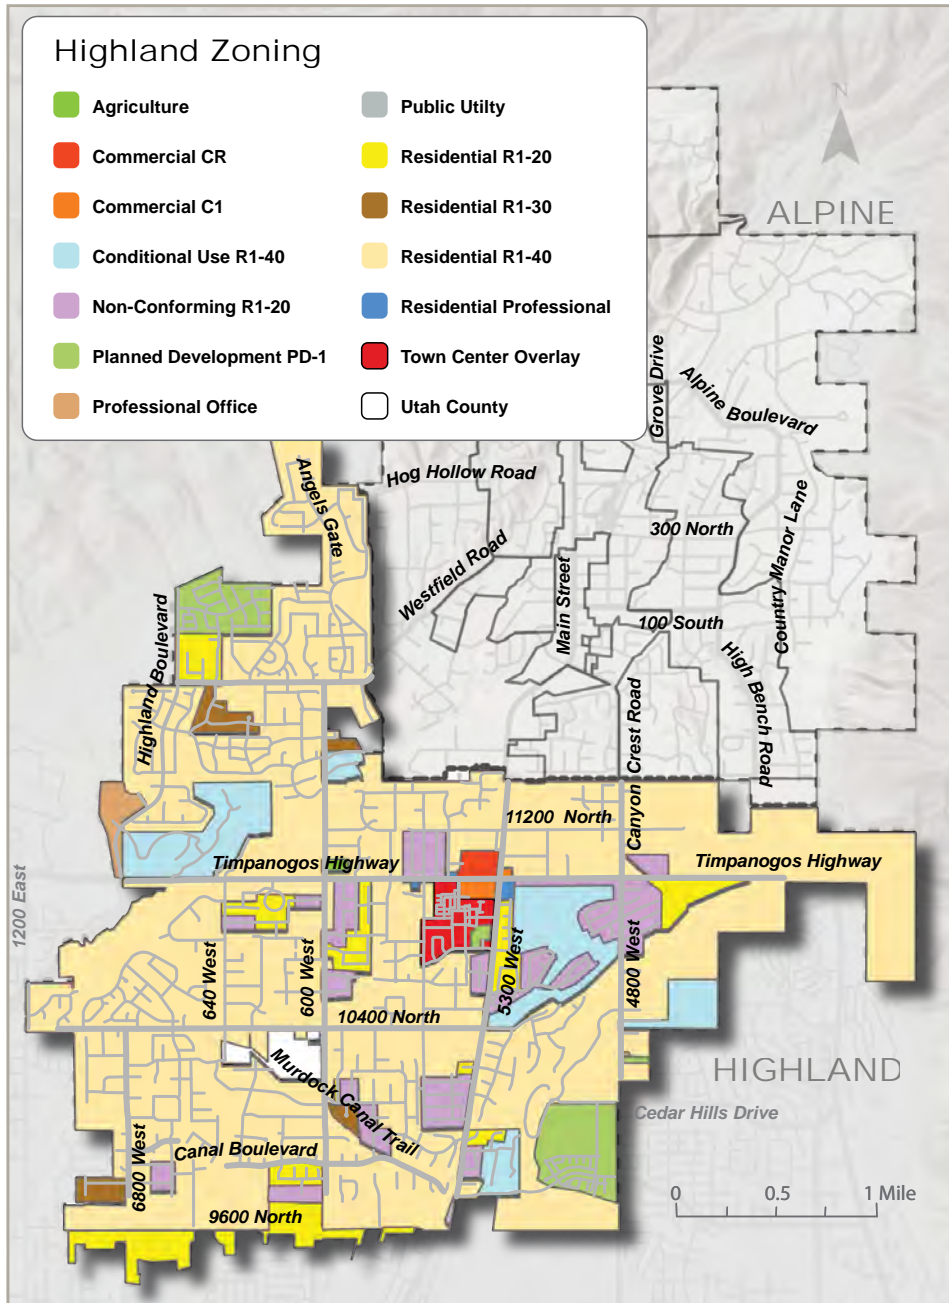 Highland Zoning
Agriculture
Commercial CR
Commercial C1
Conditional Use R1-40
Non-Conforming R1-20
Planned Development PD-1
Professional Office
Public Utilty
Residential R1-20
Residential R1-30
Residential R1-40
Residential Professional
Town Center Overlay
Utah County
N
ALPINE
Grove Drive
Alpine Boulevard
Angels Gate
Hog Hollow Road
300 North
Country Manor Lane
Westfield Road
Main Street
100 South
Highland Boulevard
High Bench Road
Canyon Crest Road
11200 North
Timpanogos Highway
Timpanogos Highway
1200 East
640 West
600 West
5300 West
4800 West
10400 North
Murdock Canal Trail
HIGHLAND
Cedar Hills Drive
Canal Boulevard
6800 West
9600 North
0 0.5 1 Mile